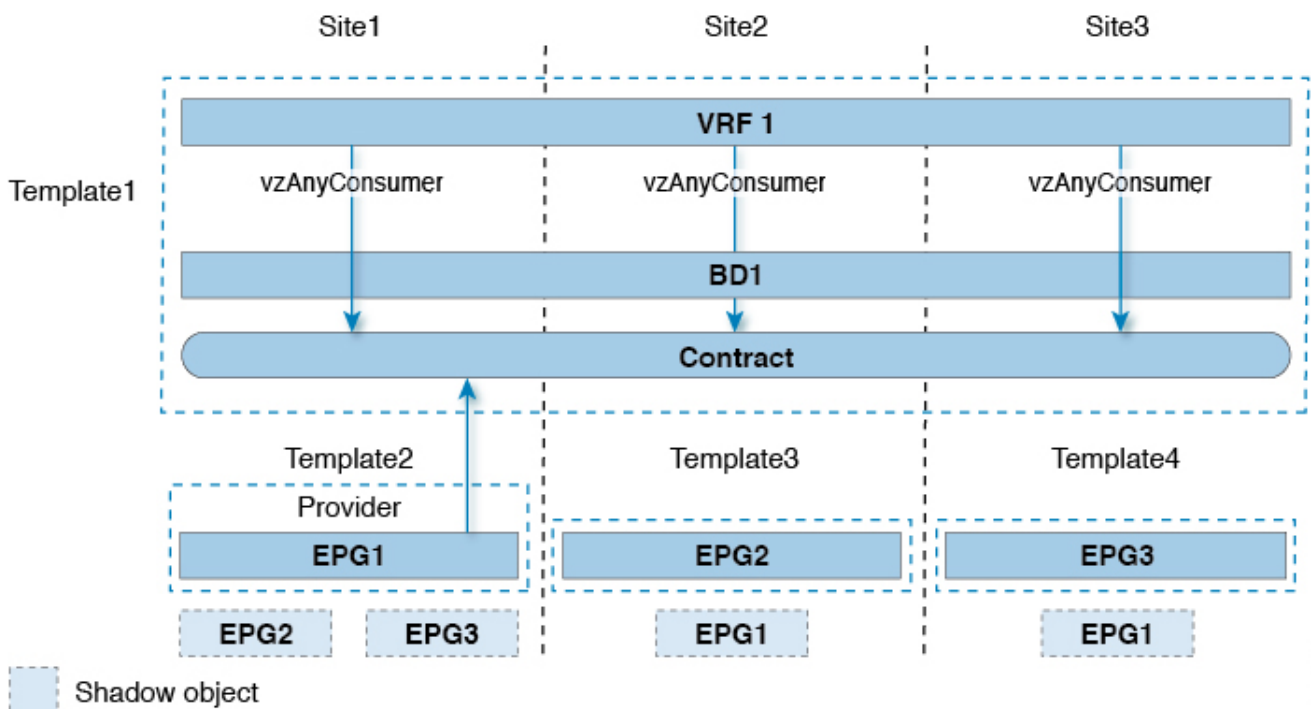 Site1 Site2 Site3
VRF 1
vzAnyConsumer vzAnyConsumer vzAnyConsumer
Template1
BD1
Contract
Template2 Template3 Template4
Provider
EPG1 EPG2 EPG3
EPG2 EPG3 EPG1 EPG1
Shadow object